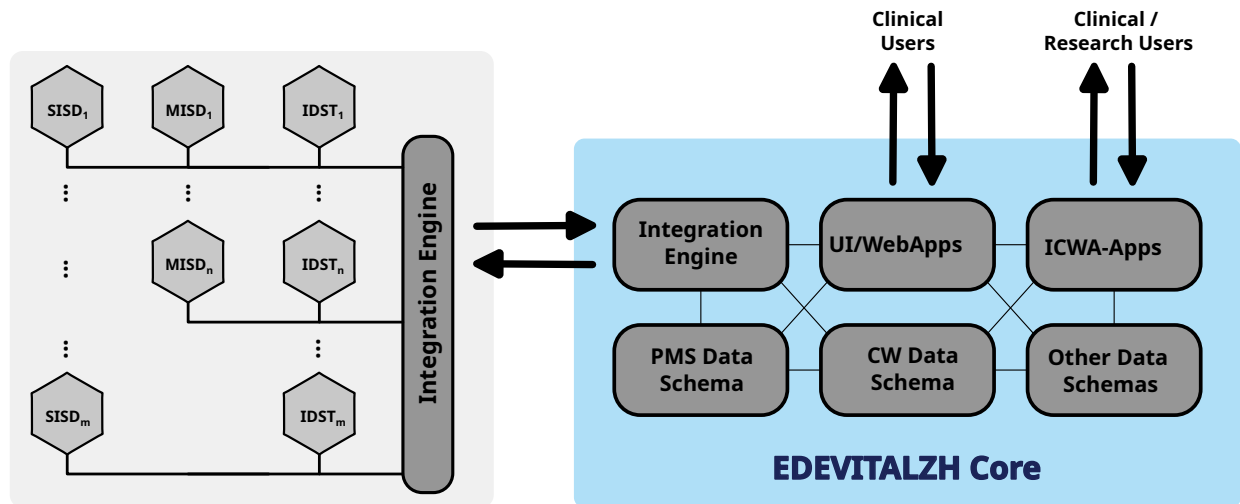 Clinical
Users
Clinical /
Research Users
SISD₁
MISD₁
IDST₁
⋮
⋮
⋮
Integration Engine
MISDₙ
IDSTₙ
⋮
⋮
⋮
SISDₘ
IDSTₘ
Integration
Engine
UI/WebApps
ICWA-Apps
PMS Data
Schema
CW Data
Schema
Other Data
Schemas
EDEVITALZH Core